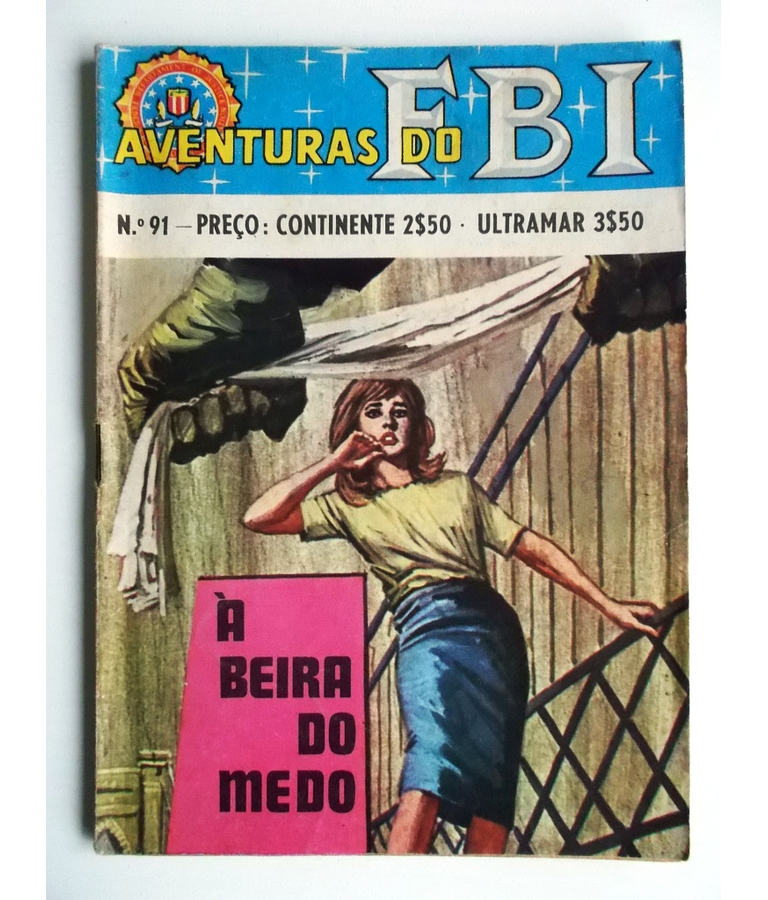 AVENTURAS DO FBI
N.º 91 — PREÇO: CONTINENTE 2$50 · ULTRAMAR 3$50
À
BEIRA
DO
MEDO